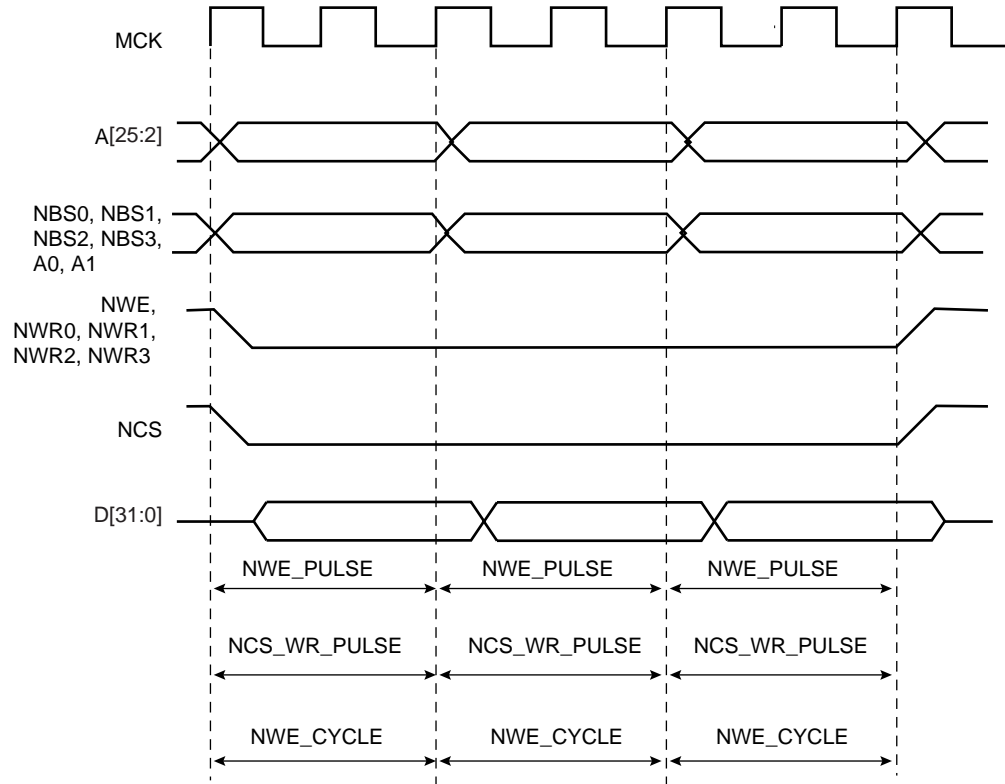 MCK
A[25:2]
NBS0, NBS1,
NBS2, NBS3,
A0, A1
NWE,
NWR0, NWR1,
NWR2, NWR3
NCS
D[31:0]
NWE_PULSE NWE_PULSE NWE_PULSE
NCS_WR_PULSE NCS_WR_PULSE NCS_WR_PULSE
NWE_CYCLE NWE_CYCLE NWE_CYCLE